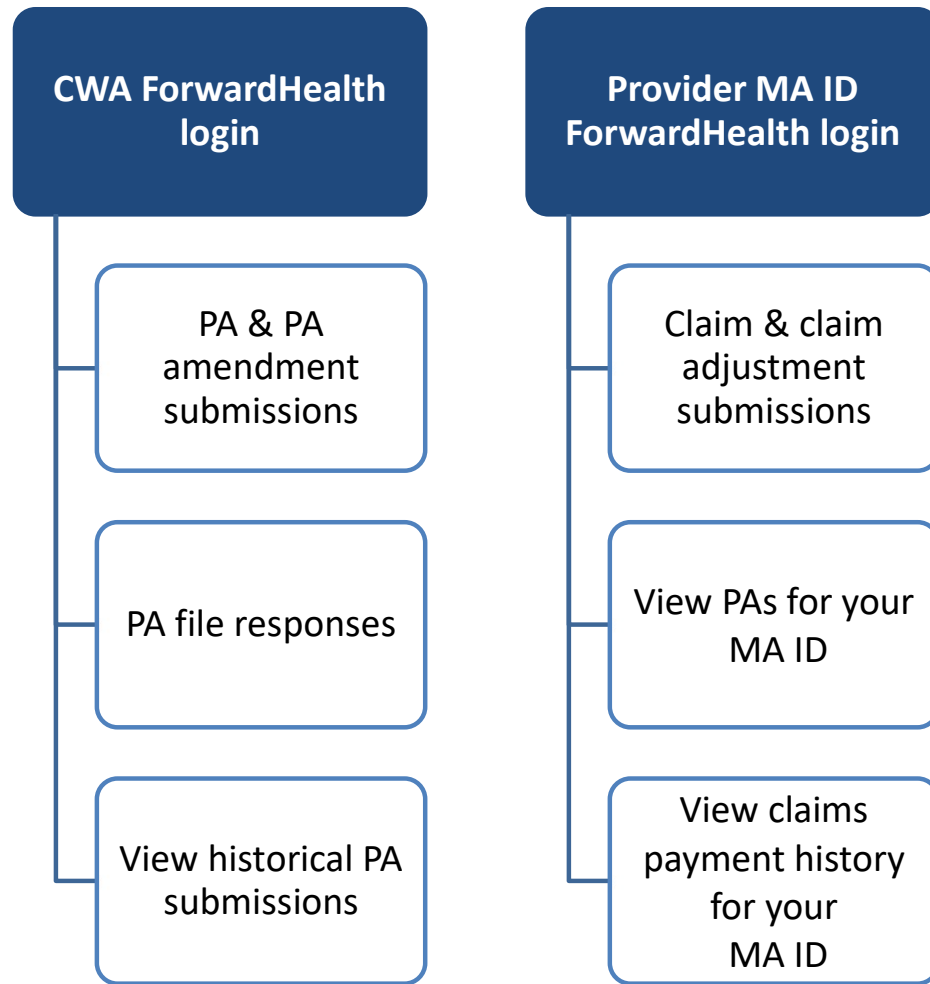 CWA ForwardHealth
login
PA & PA
amendment
submissions
PA file responses
View historical PA
submissions
Provider MA ID
ForwardHealth login
Claim & claim
adjustment
submissions
View PAs for your
MA ID
View claims
payment history
for your
MA ID